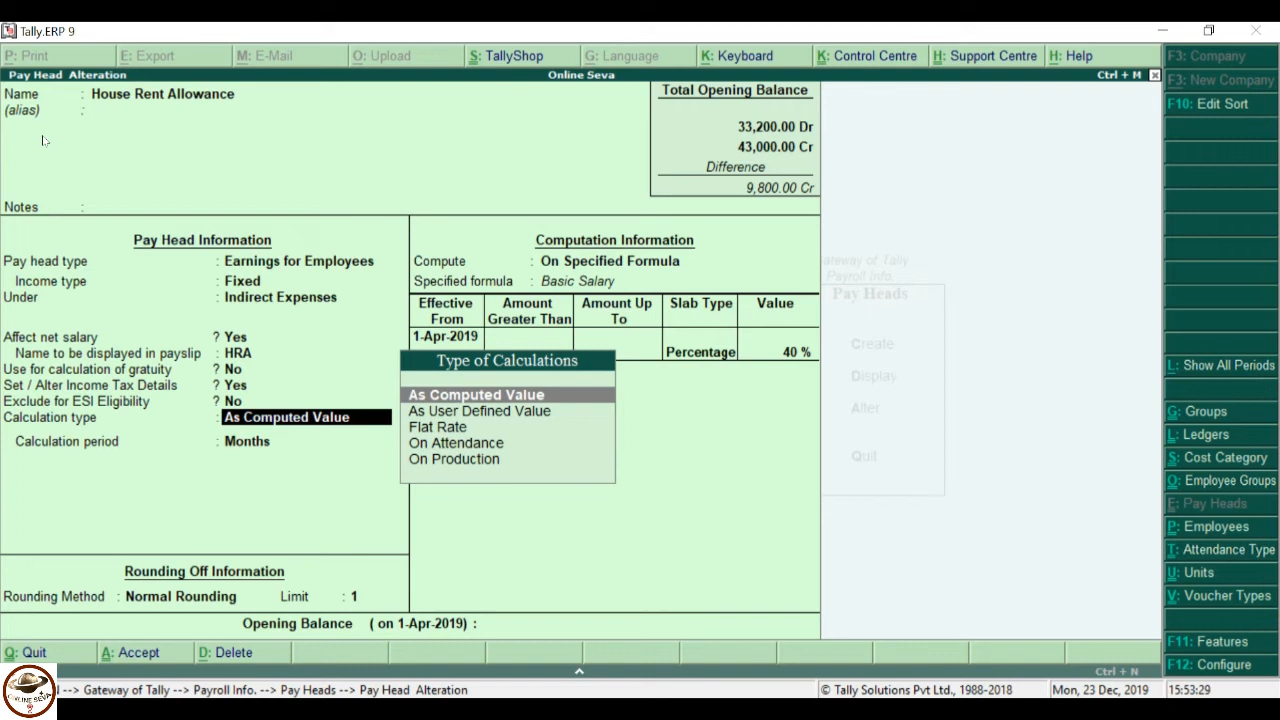 Tally.ERP 9
P: Print E: Export M: E-Mail O: Upload S: TallyShop G: Language K: Keyboard K: Control Centre H: Support Centre H: Help
F3: Company
Pay Head Alteration Online Seva Ctrl + M
F3: New Company
Name : House Rent Allowance
(alias) :
Total Opening Balance
33,200.00 Dr
43,000.00 Cr
Difference
9,800.00 Cr
F10: Edit Sort
Notes :
Pay Head Information
Pay head type : Earnings for Employees
Income type : Fixed
Under : Indirect Expenses
Affect net salary ? Yes
Name to be displayed in payslip : HRA
Use for calculation of gratuity ? No
Set / Alter Income Tax Details ? Yes
Exclude for ESI Eligibility ? No
Calculation type : As Computed Value
Calculation period : Months
Computation Information
Compute : On Specified Formula
Specified formula : Basic Salary
Effective From Amount Greater Than Amount Up To Slab Type Value
1-Apr-2019
Percentage 40 %
Type of Calculations
As Computed Value
As User Defined Value
Flat Rate
On Attendance
On Production
Gateway of Tally
Payroll Info.
Pay Heads
Create
Display
Alter
Quit
L: Show All Periods
G: Groups
L: Ledgers
S: Cost Category
O: Employee Groups
E: Pay Heads
P: Employees
T: Attendance Type
U: Units
V: Voucher Types
F11: Features
F12: Configure
Rounding Off Information
Rounding Method : Normal Rounding Limit : 1
Opening Balance ( on 1-Apr-2019) :
Q: Quit A: Accept D: Delete
Ctrl + N
--> Gateway of Tally --> Payroll Info. --> Pay Heads --> Pay Head Alteration © Tally Solutions Pvt Ltd., 1988-2018 Mon, 23 Dec, 2019 15:53:29
ONLINE SEVA